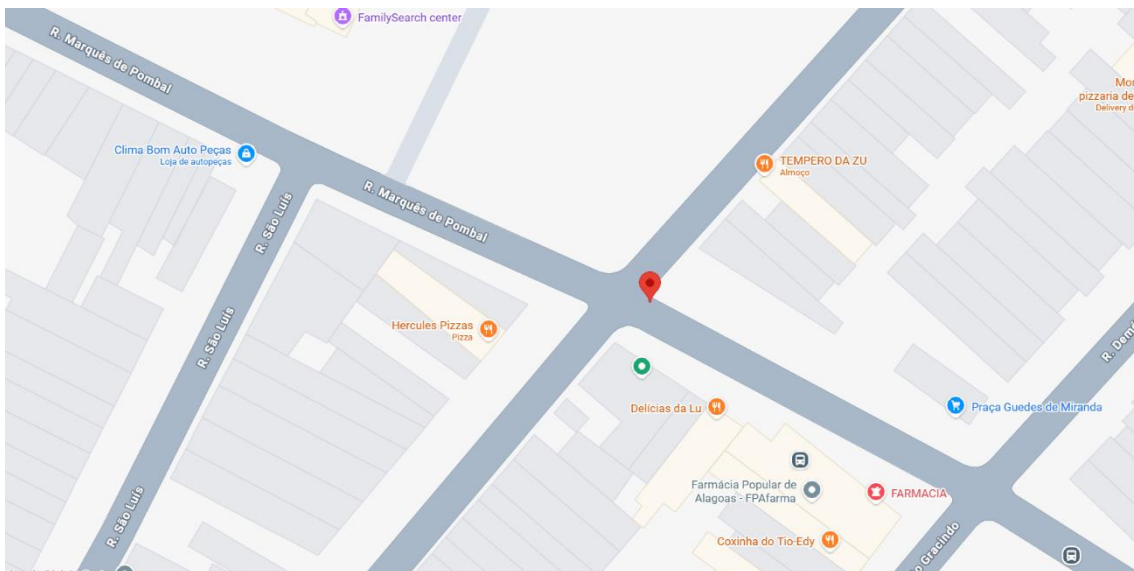 FamilySearch center
R. Marquês de Pombal
Mor
pizzaria de
Delivery d
Clima Bom Auto Peças
Loja de autopeças
TEMPERO DA ZU
Almoço
R. Marquês de Pombal
R. São Luís
Hercules Pizzas
Pizza
R. São Luís
R. Demé
Delícias da Lu
Praça Guedes de Miranda
Farmácia Popular de
Alagoas - FPAfarma
FARMACIA
R. São Luís
Coxinha do Tio-Edy
o Gracindo